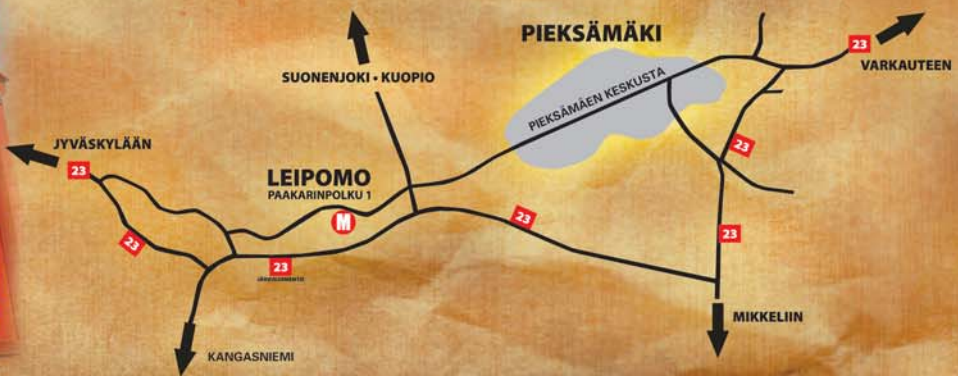 PIEKSÄMÄKI
23
VARKAUTEEN
SUONENJOKI • KUOPIO
PIEKSÄMÄEN KESKUSTA
JYVÄSKYLÄÄN
23
23
LEIPOMO
PAAKARINPOLKU 1
M
23
23
23
23
MIKKELIIN
KANGASNIEMI